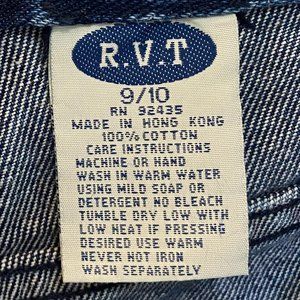 R.V.T
9/10
RN 92435
MADE IN HONG KONG
100% COTTON
CARE INSTRUCTIONS
MACHINE OR HAND
WASH IN WARM WATER
USING MILD SOAP OR
DETERGENT NO BLEACH
TUMBLE DRY LOW WITH
LOW HEAT IF PRESSING
DESIRED USE WARM
NEVER HOT IRON
WASH SEPARATELY